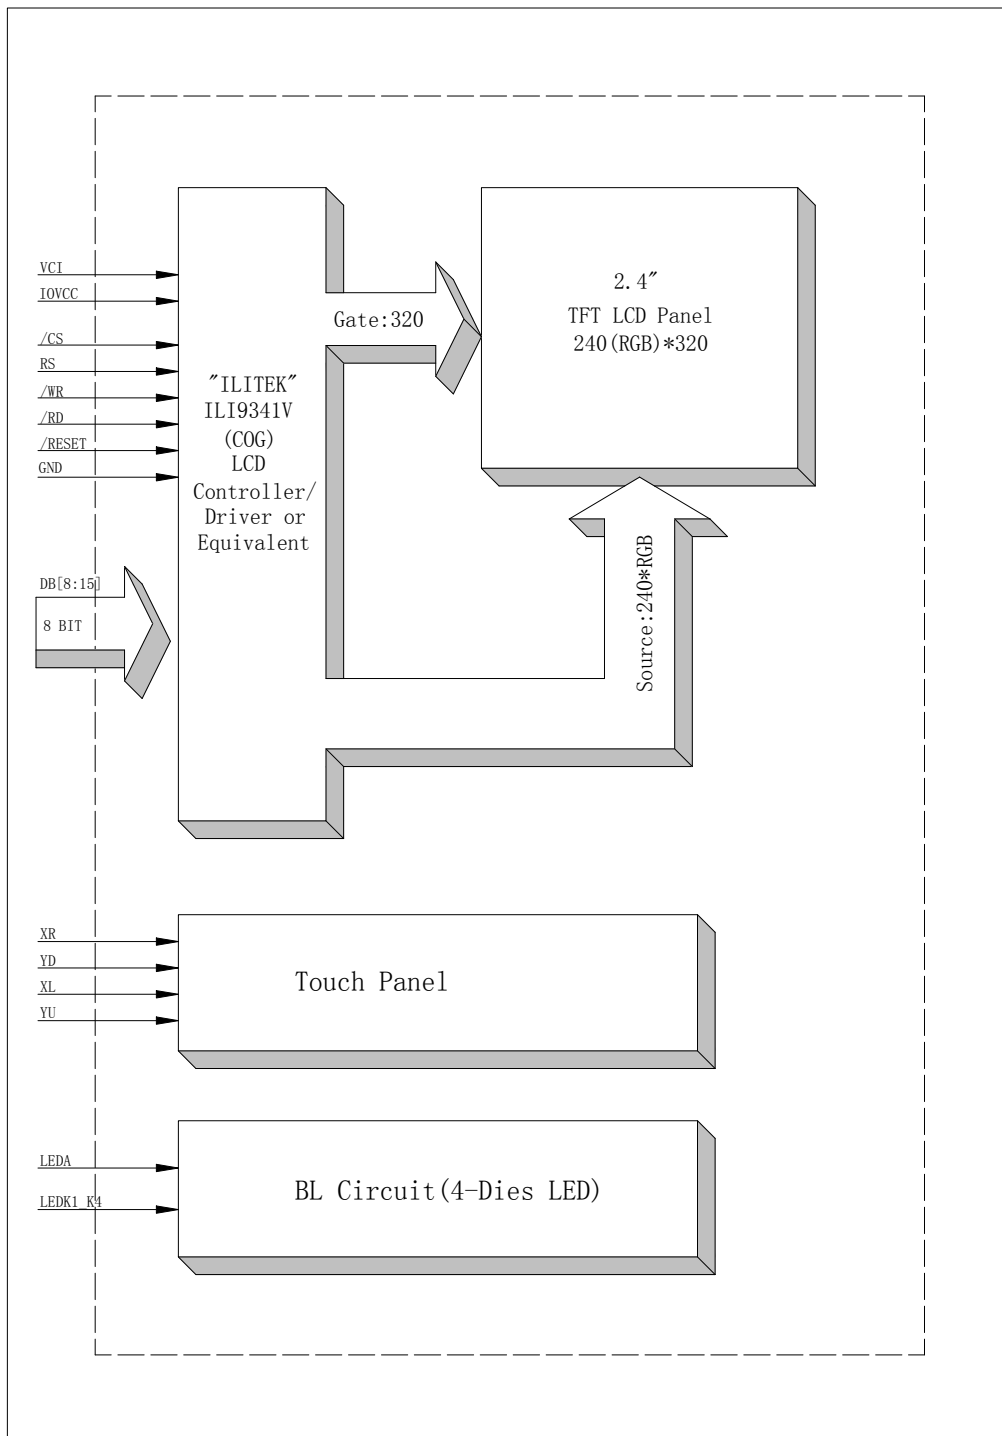 VCI
IOVCC
/CS
RS
/WR
/RD
/RESET
GND
"ILITEK"
ILI9341V
(COG)
LCD
Controller/
Driver or
Equivalent
Gate:320
2.4"
TFT LCD Panel
240(RGB)*320
Source:240*RGB
DB[8:15]
8 BIT
XR
YD
XL
YU
Touch Panel
LEDA
LEDK1_K4
BL Circuit(4-Dies LED)